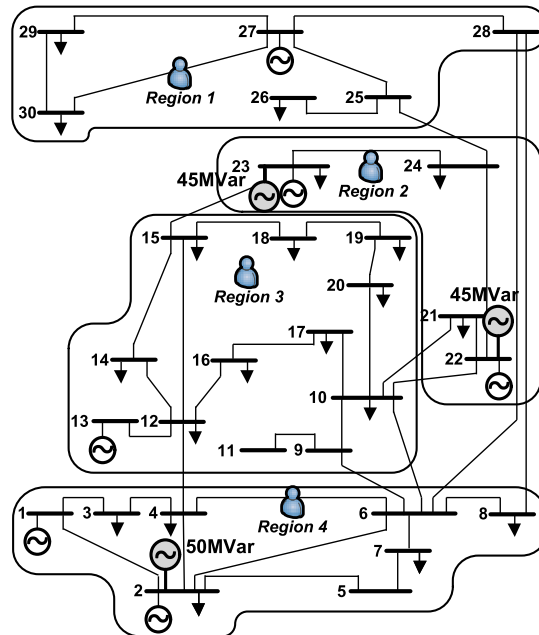 29 27 28
Region 1
30 26 25
23 24
45MVar Region 2
15 18 19
Region 3
20
45MVar
21
17
14 16 22
10
13 12
11 9
1 3 4 6 8
Region 4
50MVar 7
2 5